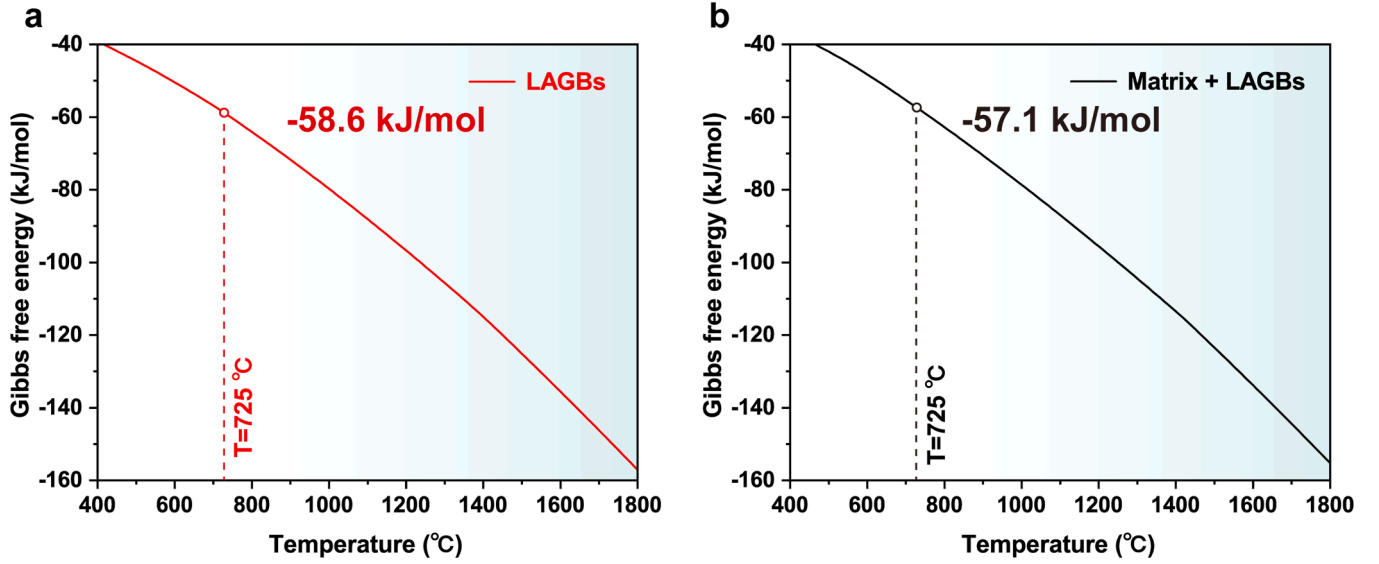 a
-40
-60
-80
-100
-120
-140
-160
400
600
800
1000
1200
1400
1600
1800
Gibbs free energy (kJ/mol)
Temperature (℃)
LAGBs
-58.6 kJ/mol
T=725 ℃
b
-40
-60
-80
-100
-120
-140
-160
400
600
800
1000
1200
1400
1600
1800
Gibbs free energy (kJ/mol)
Temperature (℃)
Matrix + LAGBs
-57.1 kJ/mol
T=725 ℃